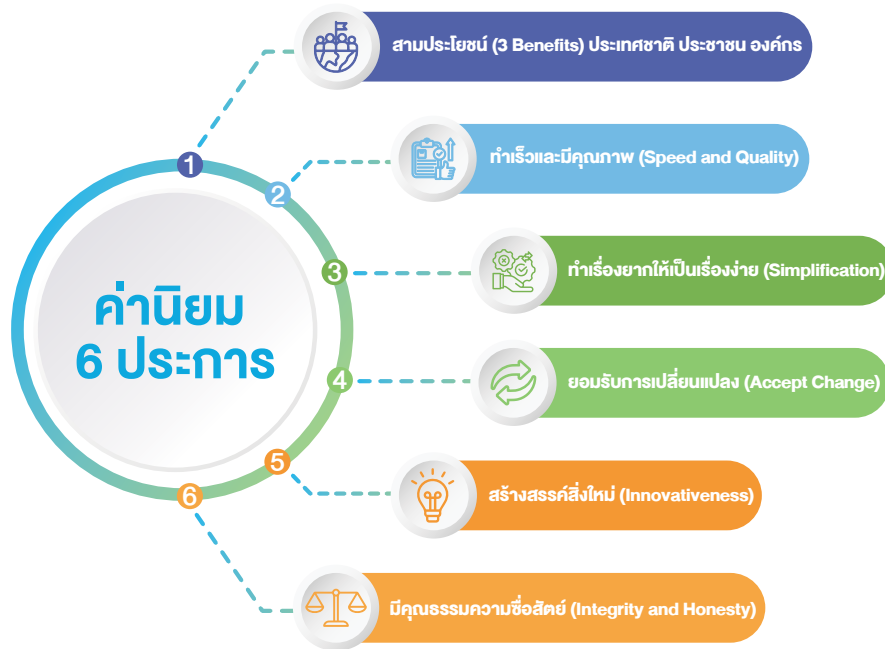 ค่านิยม
6 ประการ
1
สามประโยชน์ (3 Benefits) ประเทศชาติ ประชาชน องค์กร
2
ทำเร็วและมีคุณภาพ (Speed and Quality)
3
ทำเรื่องยากให้เป็นเรื่องง่าย (Simplification)
4
ยอมรับการเปลี่ยนแปลง (Accept Change)
5
สร้างสรรค์สิ่งใหม่ (Innovativeness)
6
มีคุณธรรมความซื่อสัตย์ (Integrity and Honesty)